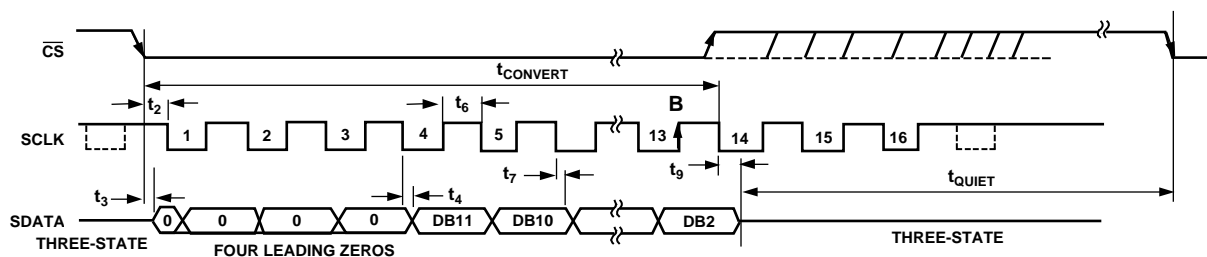 CS
tCONVERT
t2
t6
B
SCLK
1 2 3 4 5 13 14 15 16
t3
t4
t7
t9
tQUIET
SDATA
0 0 0 0 DB11 DB10 DB2
THREE-STATE
FOUR LEADING ZEROS
THREE-STATE